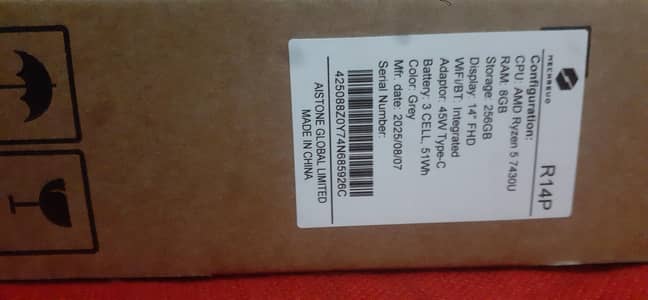 MECHREVO
R14P
Configuration:
CPU: AMD Ryzen 5 7430U
RAM: 8GB
Storage: 256GB
Display: 14" FHD
WiFi/BT: Integrated
Adaptor: 45W Type-C
Battery: 3 CELL, 51Wh
Color: Grey
Mfr. date: 2025/08/07
Serial Number:
425088Z0Y74N685926C
AISTONE GLOBAL LIMITED
MADE IN CHINA